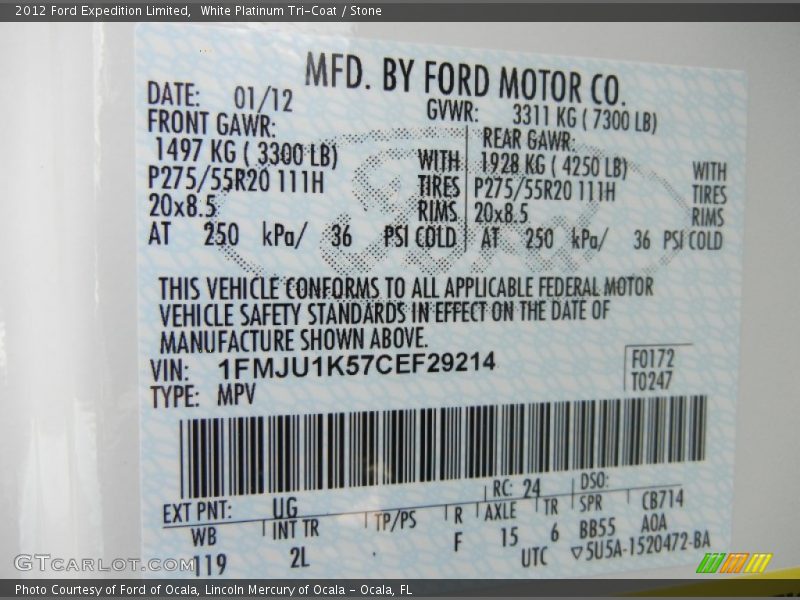 2012 Ford Expedition Limited, White Platinum Tri-Coat / Stone
MFD. BY FORD MOTOR CO.
DATE: 01/12 GVWR: 3311 KG ( 7300 LB)
FRONT GAWR: REAR GAWR:
1497 KG ( 3300 LB) WITH 1928 KG ( 4250 LB) WITH
P275/55R20 111H TIRES P275/55R20 111H TIRES
20x8.5 RIMS 20x8.5 RIMS
AT 250 kPa/ 36 PSI COLD AT 250 kPa/ 36 PSI COLD
THIS VEHICLE CONFORMS TO ALL APPLICABLE FEDERAL MOTOR
VEHICLE SAFETY STANDARDS IN EFFECT ON THE DATE OF
MANUFACTURE SHOWN ABOVE.
VIN: 1FMJU1K57CEF29214 F0172
TYPE: MPV T0247
EXT PNT: UG RC: 24 DSO:
WB INT TR TP/PS R AXLE TR SPR CB714
119 2L F 15 6 BB55 AOA
UTC ▽5U5A-1520472-BA
GTCARLOT.COM
Photo Courtesy of Ford of Ocala, Lincoln Mercury of Ocala - Ocala, FL